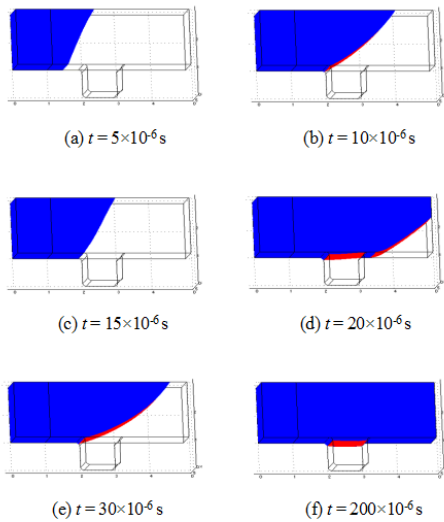 (a) t = 5×10⁻⁶ s
(b) t = 10×10⁻⁶ s
(c) t = 15×10⁻⁶ s
(d) t = 20×10⁻⁶ s
(e) t = 30×10⁻⁶ s
(f) t = 200×10⁻⁶ s